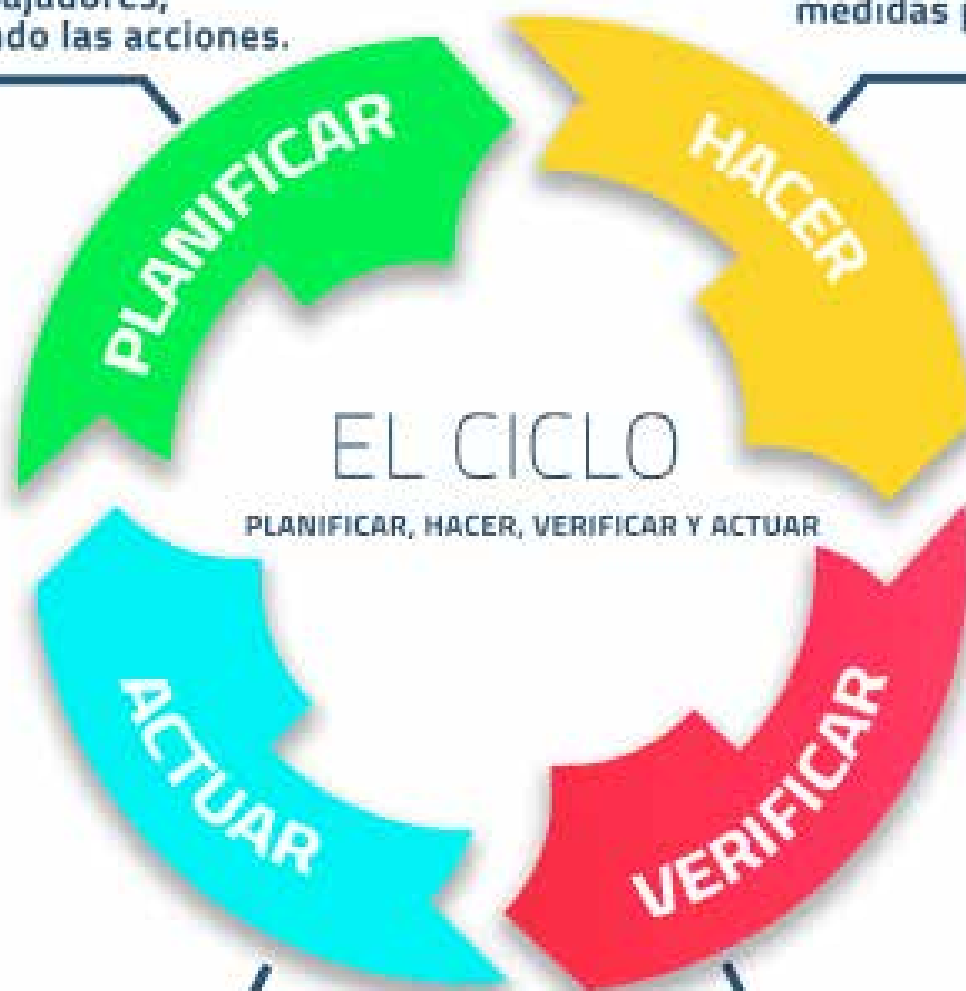 do las acciones.
medidas
PLANIFICAR
HACER
EL CICLO
PLANIFICAR, HACER, VERIFICAR Y ACTUAR
ACTUAR
VERIFICAR